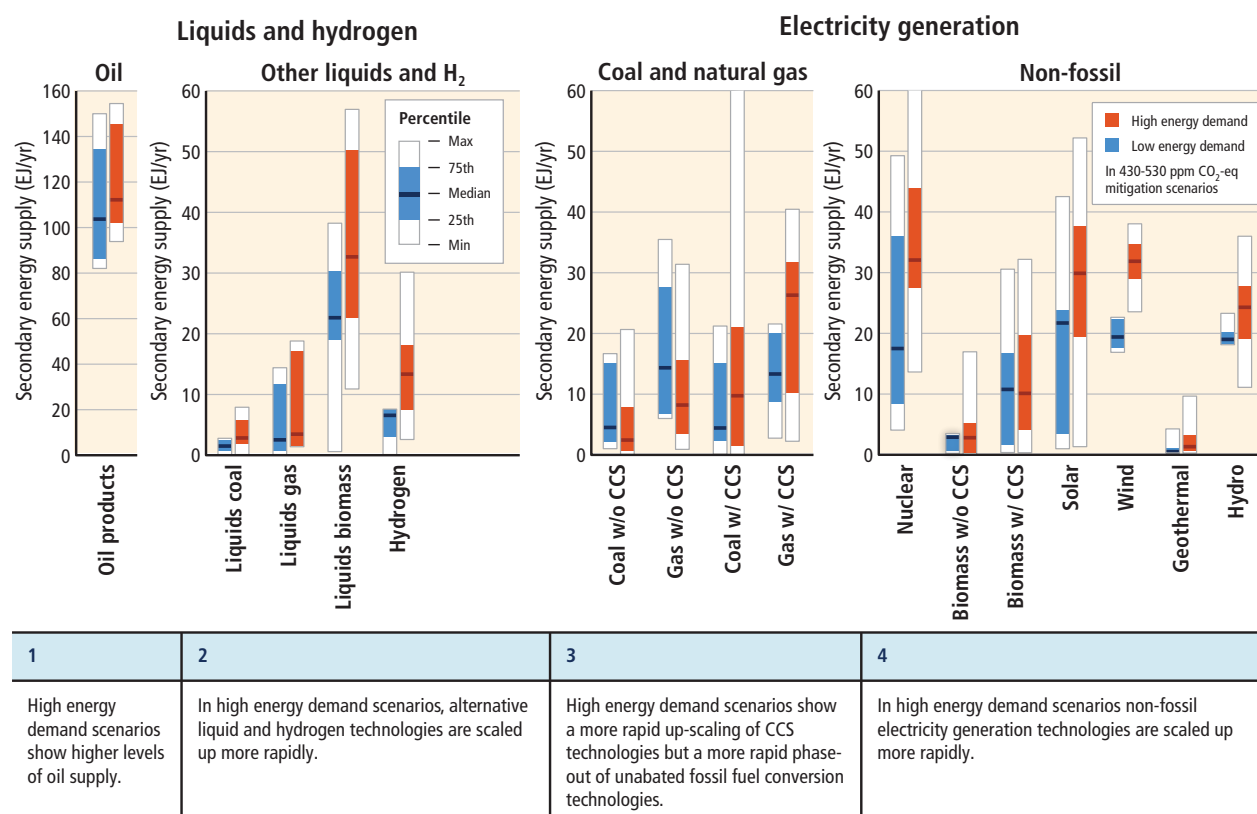 Liquids and hydrogen
Electricity generation
Oil
Other liquids and H₂
Coal and natural gas
Non-fossil
Secondary energy supply (EJ/yr)
160
140
120
100
80
60
40
20
0
Oil products
Secondary energy supply (EJ/yr)
60
50
40
30
20
10
0
Percentile
Max
75th
Median
25th
Min
Liquids coal
Liquids gas
Liquids biomass
Hydrogen
Secondary energy supply (EJ/yr)
60
50
40
30
20
10
0
Coal w/o CCS
Gas w/o CCS
Coal w/ CCS
Gas w/ CCS
Secondary energy supply (EJ/yr)
60
50
40
30
20
10
0
High energy demand
Low energy demand
In 430-530 ppm CO₂-eq
mitigation scenarios
Nuclear
Biomass w/o CCS
Biomass w/ CCS
Solar
Wind
Geothermal
Hydro
1
High energy
demand scenarios
show higher levels
of oil supply.
2
In high energy demand scenarios, alternative
liquid and hydrogen technologies are scaled
up more rapidly.
3
High energy demand scenarios show
a more rapid up-scaling of CCS
technologies but a more rapid phase-
out of unabated fossil fuel conversion
technologies.
4
In high energy demand scenarios non-fossil
electricity generation technologies are scaled up
more rapidly.